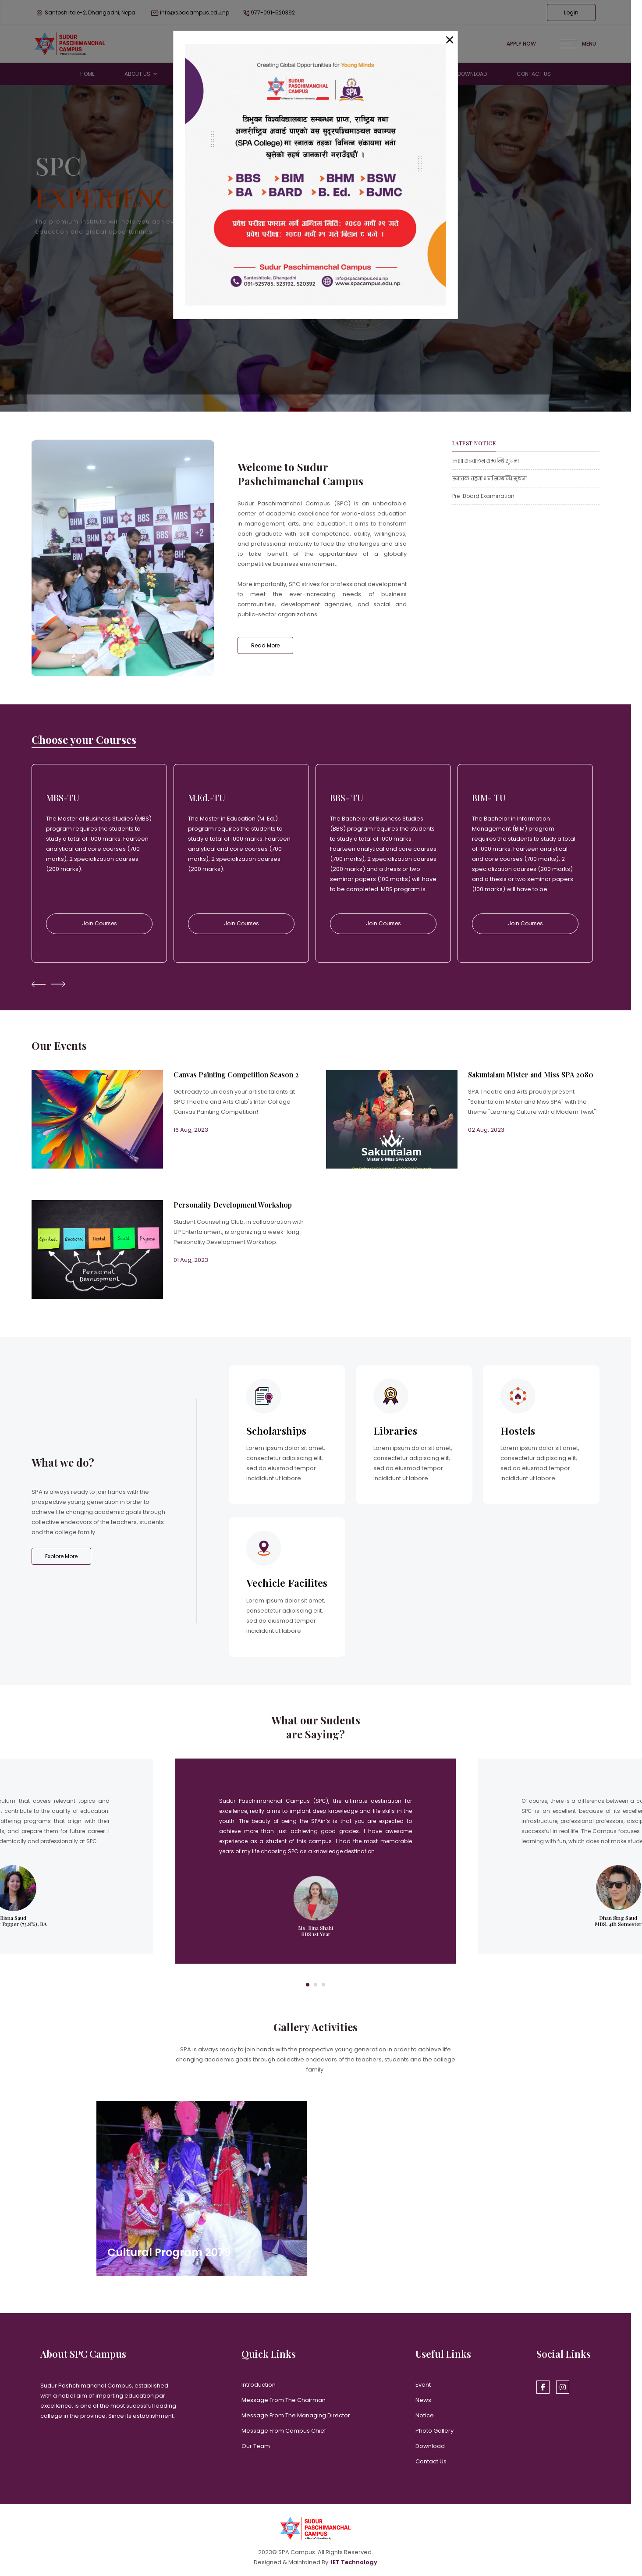 Santoshi tole-2, Dhangadhi, Nepal
info@spacampus.edu.np
977-091-520392
Login
SUDUR
PASCHIMANCHAL
CAMPUS
APPLY NOW
MENU
HOME
ABOUT US
DOWNLOAD
CONTACT US
SPC
EXPERIENC
The premium institute will help you achieve
education and global opportunities
Creating Global Opportunities For Young Minds
SUDUR
PASCHIMANCHAL
CAMPUS
SPA
त्रिभुवन विश्वविद्यालयबाट सम्बन्धन प्राप्त, राष्ट्रिय तथा
अन्तर्राष्ट्रिय अवार्ड पाएको यस सुदूरपश्चिमाञ्चल क्याम्पस
(SPA College) मा स्नातक तहका निम्न संकायहरुमा भर्ना
खुलेको सहर्ष जानकारी गराउँदछौं ।
BBS BIM BHM BSW
BA BARD B. Ed. BJMC
प्रवेश परीक्षा फाराम भर्ने अन्तिम मिति: २०८० भदौ १९ गते
प्रवेश परीक्षा: २०८० भदौ २१ गते बिहान ८ बजे ।
Sudur Paschimanchal Campus
Santoshitole, Dhangadhi
091-525785, 523192, 520392
info@spacampus.edu.np
www.spacampus.edu.np
Welcome to Sudur
Pashchimanchal Campus
Sudur Paschimanchal Campus (SPC) is an unbeatable
center of academic excellence for world-class education
in management, arts, and education. It aims to transform
each graduate with skill competence, ability, willingness,
and professional maturity to face the challenges and also
to take benefit of the opportunities of a globally
competitive business environment.
More importantly, SPC strives for professional development
to meet the ever-increasing needs of business
communities, development agencies, and social and
public-sector organizations.
Read More
LATEST NOTICE
कक्षा सञ्चालन सम्बन्धि सूचना
स्नातक तहमा भर्ना सम्बन्धि सूचना
Pre-Board Examination
Choose your Courses
MBS-TU
The Master of Business Studies (MBS)
program requires the students to
study a total of 1000 marks. Fourteen
analytical and core courses (700
marks), 2 specialization courses
(200 marks)
Join Courses
M.Ed.-TU
The Master in Education (M. Ed.)
program requires the students to
study a total of 1000 marks. Fourteen
analytical and core courses (700
marks), 2 specialization courses
(200 marks)
Join Courses
BBS- TU
The Bachelor of Business Studies
(BBS) program requires the students
to study a total of 1000 marks.
Fourteen analytical and core courses
(700 marks), 2 specialization courses
(200 marks) and a thesis or two
seminar papers (100 marks) will have
to be completed. MBS program is
Join Courses
BIM- TU
The Bachelor in Information
Management (BIM) program
requires the students to study a total
of 1000 marks. Fourteen analytical
and core courses (700 marks), 2
specialization courses (200 marks)
and a thesis or two seminar papers
(100 marks) will have to be
Join Courses
Our Events
Canvas Painting Competition Season 2
Get ready to unleash your artistic talents at
SPC Theatre and Arts Club's Inter College
Canvas Painting Competition!
16 Aug, 2023
Sakuntalam
Mister & Miss SPA 2080
Sakuntalam Mister and Miss SPA 2080
SPA Theatre and Arts proudly present
"Sakuntalam Mister and Miss SPA" with the
theme "Learning Culture with a Modern Twist"!
02 Aug, 2023
Spiritual Emotional Mental Social Physical
Personal
Development
Personality Development Workshop
Student Counseling Club, in collaboration with
UP Entertainment, is organizing a week-long
Personality Development Workshop.
01 Aug, 2023
What we do?
SPA is always ready to join hands with the
prospective young generation in order to
achieve life changing academic goals through
collective endeavors of the teachers, students
and the college family.
Explore More
Scholarships
Lorem ipsum dolor sit amet,
consectetur adipiscing elit,
sed do eiusmod tempor
incididunt ut labore
Libraries
Lorem ipsum dolor sit amet,
consectetur adipiscing elit,
sed do eiusmod tempor
incididunt ut labore
Hostels
Lorem ipsum dolor sit amet,
consectetur adipiscing elit,
sed do eiusmod tempor
incididunt ut labore
Vechicle Facilites
Lorem ipsum dolor sit amet,
consectetur adipiscing elit,
sed do eiusmod tempor
incididunt ut labore
What our Sudents
are Saying?
culum that covers relevant topics and
t contribute to the quality of education.
offering programs that align with their
ls, and prepare them for future career. I
demically and professionally at SPC.
Bisna Saud
Topper (73.8%), BA
Sudur Paschimanchal Campus (SPC), the ultimate destination for
excellence, really aims to implant deep knowledge and life skills in the
youth. The beauty of being the SPAin's is that you are expected to
achieve more than just achieving good grades. I have awesome
experience as a student of this campus. I had the most memorable
years of my life choosing SPC as a knowledge destination.
Ms. Bina Shahi
BBS 1st Year
Of course, there is a difference between a co
SPC is an excellent because of its excelle
infrastructure, professional professors, discip
successful in real life. The Campus focuses
learning with fun, which does not make stude
Dhan Sing Saud
MBS, 4th Semester
Gallery Activities
SPA is always ready to join hands with the prospective young generation in order to achieve life
changing academic goals through collective endeavors of the teachers, students and the college
family.
Cultural Program 2079
About SPC Campus
Sudur Pashchimanchal Campus, established
with a nobel aim of imparting education par
excellence, is one of the most sucessful leading
college in the province. Since its establishment.
Quick Links
Introduction
Message From The Chairman
Message From The Managing Director
Message From Campus Chief
Our Team
Useful Links
Event
News
Notice
Photo Gallery
Download
Contact Us
Social Links
SUDUR
PASCHIMANCHAL
CAMPUS
2023© SPA Campus. All Rights Reserved.
Designed & Maintained By: IET Technology